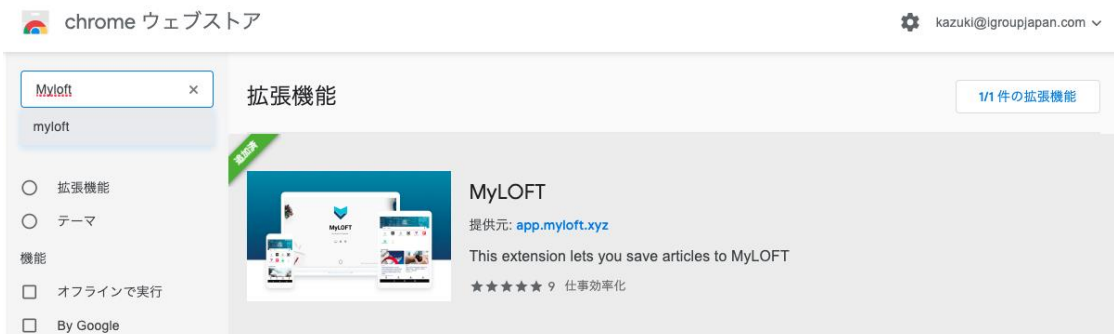 chrome ウェブストア
kazuki@igroupjapan.com
Myloft ×
myloft
拡張機能
テーマ
機能
オフラインで実行
By Google
拡張機能
1/1 件の拡張機能
追加済
MyLOFT
MyLOFT
提供元: app.myloft.xyz
This extension lets you save articles to MyLOFT
★★★★★ 9 仕事効率化